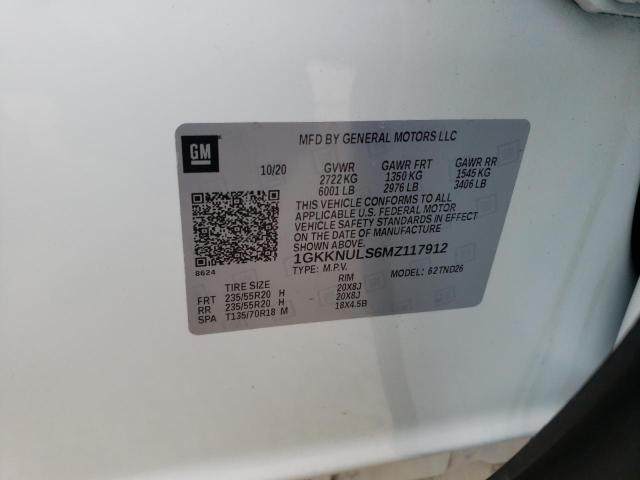 GM
MFD BY GENERAL MOTORS LLC
10/20 GVWR GAWR FRT GAWR RR
2722 KG 1350 KG 1545 KG
6001 LB 2976 LB 3406 LB
THIS VEHICLE CONFORMS TO ALL
APPLICABLE U.S. FEDERAL MOTOR
VEHICLE SAFETY STANDARDS IN EFFECT
ON THE DATE OF MANUFACTURE
SHOWN ABOVE.
1GKKNULS6MZ117912
8624 TYPE: M.P.V. MODEL: 62TND26
TIRE SIZE RIM
FRT 235/55R20 H 20X8J
RR 235/55R20 H 20X8J
SPA T135/70R18 M 18X4.5B